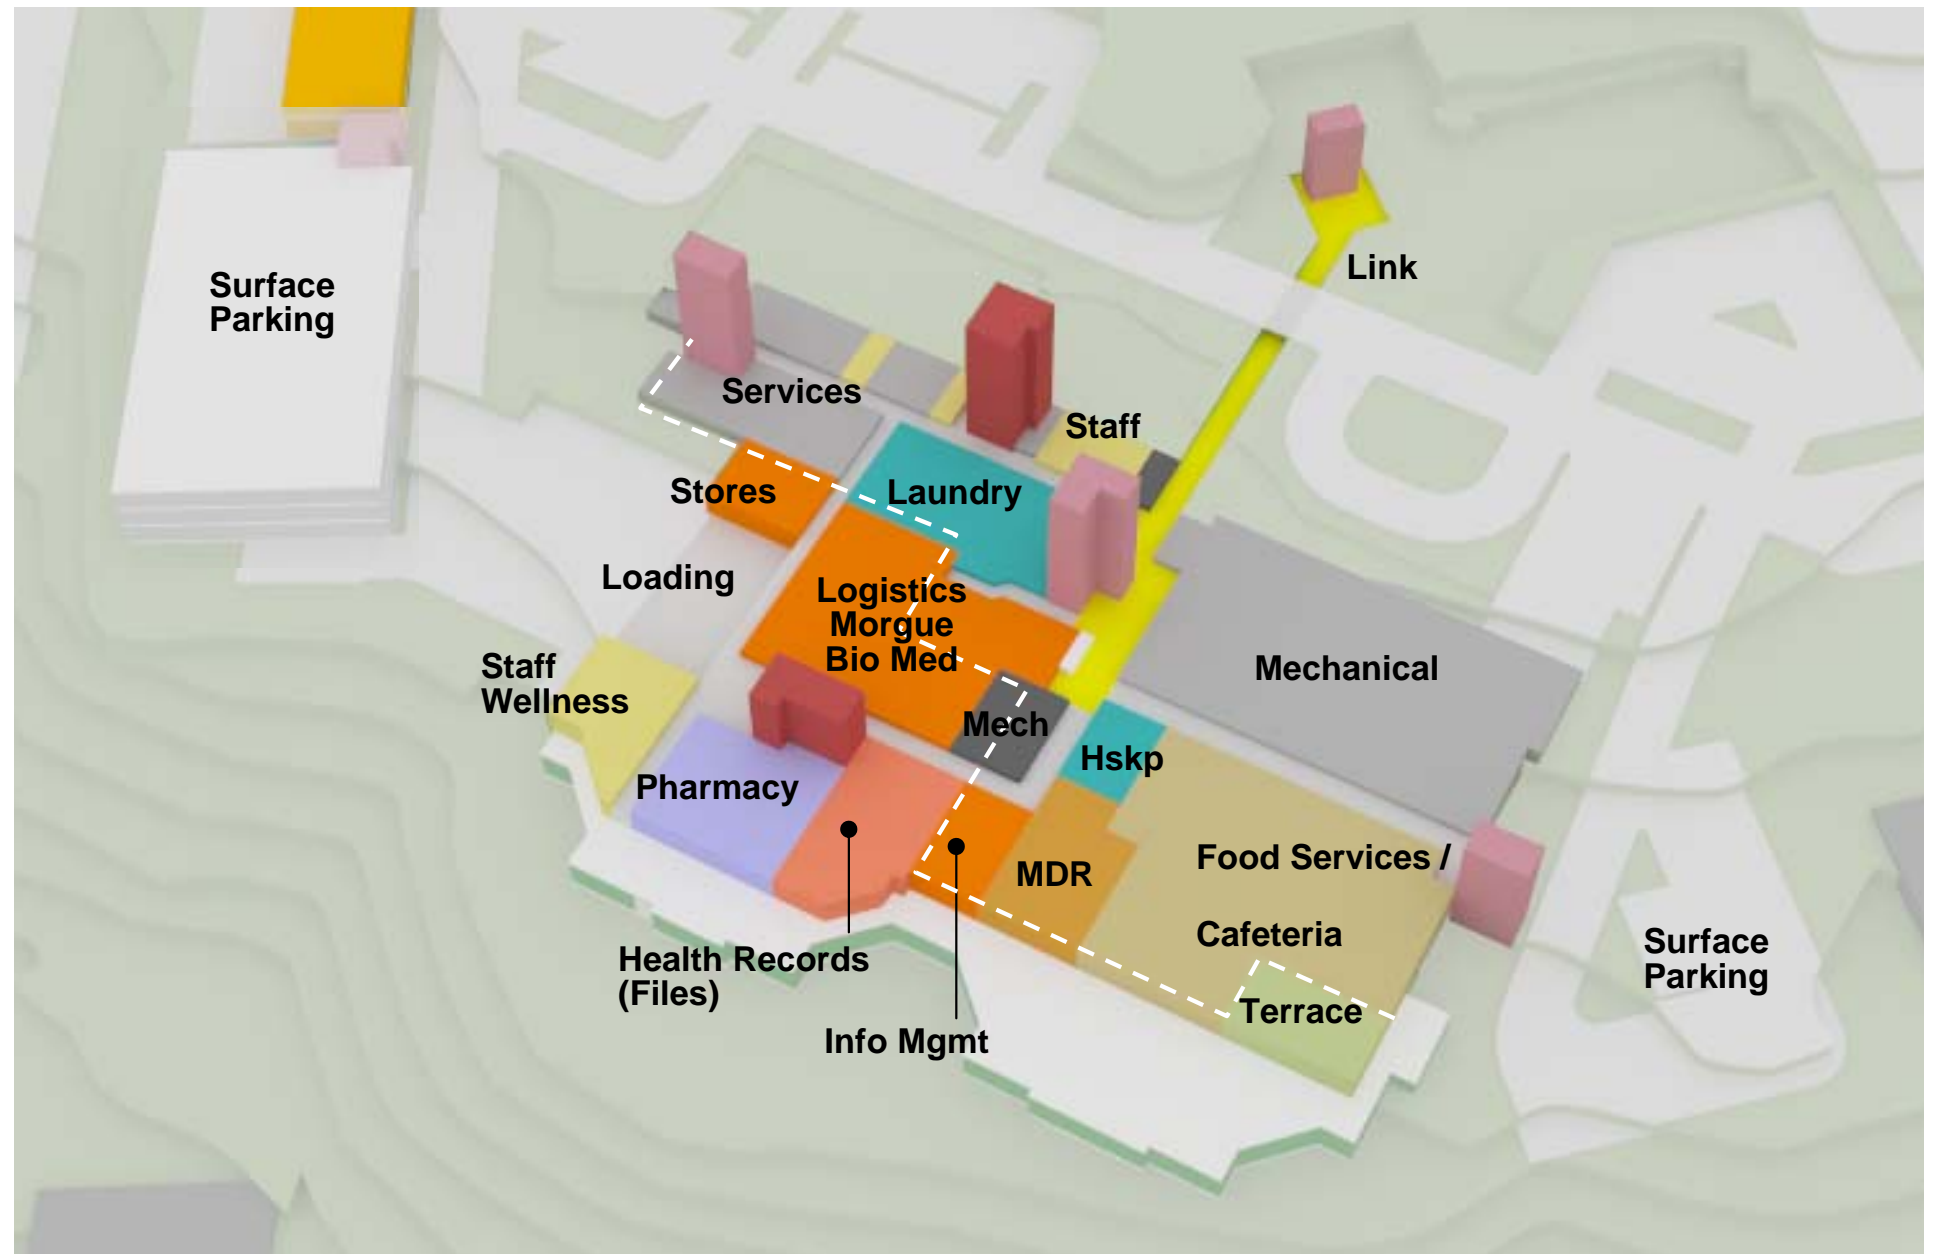 Surface
Parking
Link
Services
Staff
Stores
Laundry
Loading
Logistics
Morgue
Bio Med
Staff
Wellness
Mechanical
Mech
Hskp
Pharmacy
Food Services /
MDR
Cafeteria
Surface
Parking
Health Records
(Files)
Terrace
Info Mgmt